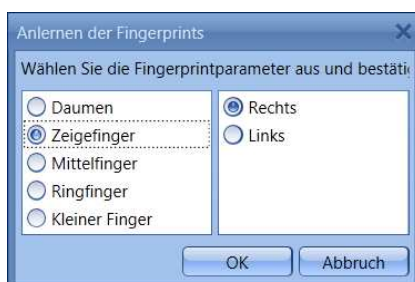 Anlernen der Fingerprints
Wählen Sie die Fingerprintparameter aus und
Daumen
Zeigefinger
Mittelfinger
Ringfinger
Kleiner Finger
Rechts
Links
OK
Abbruch